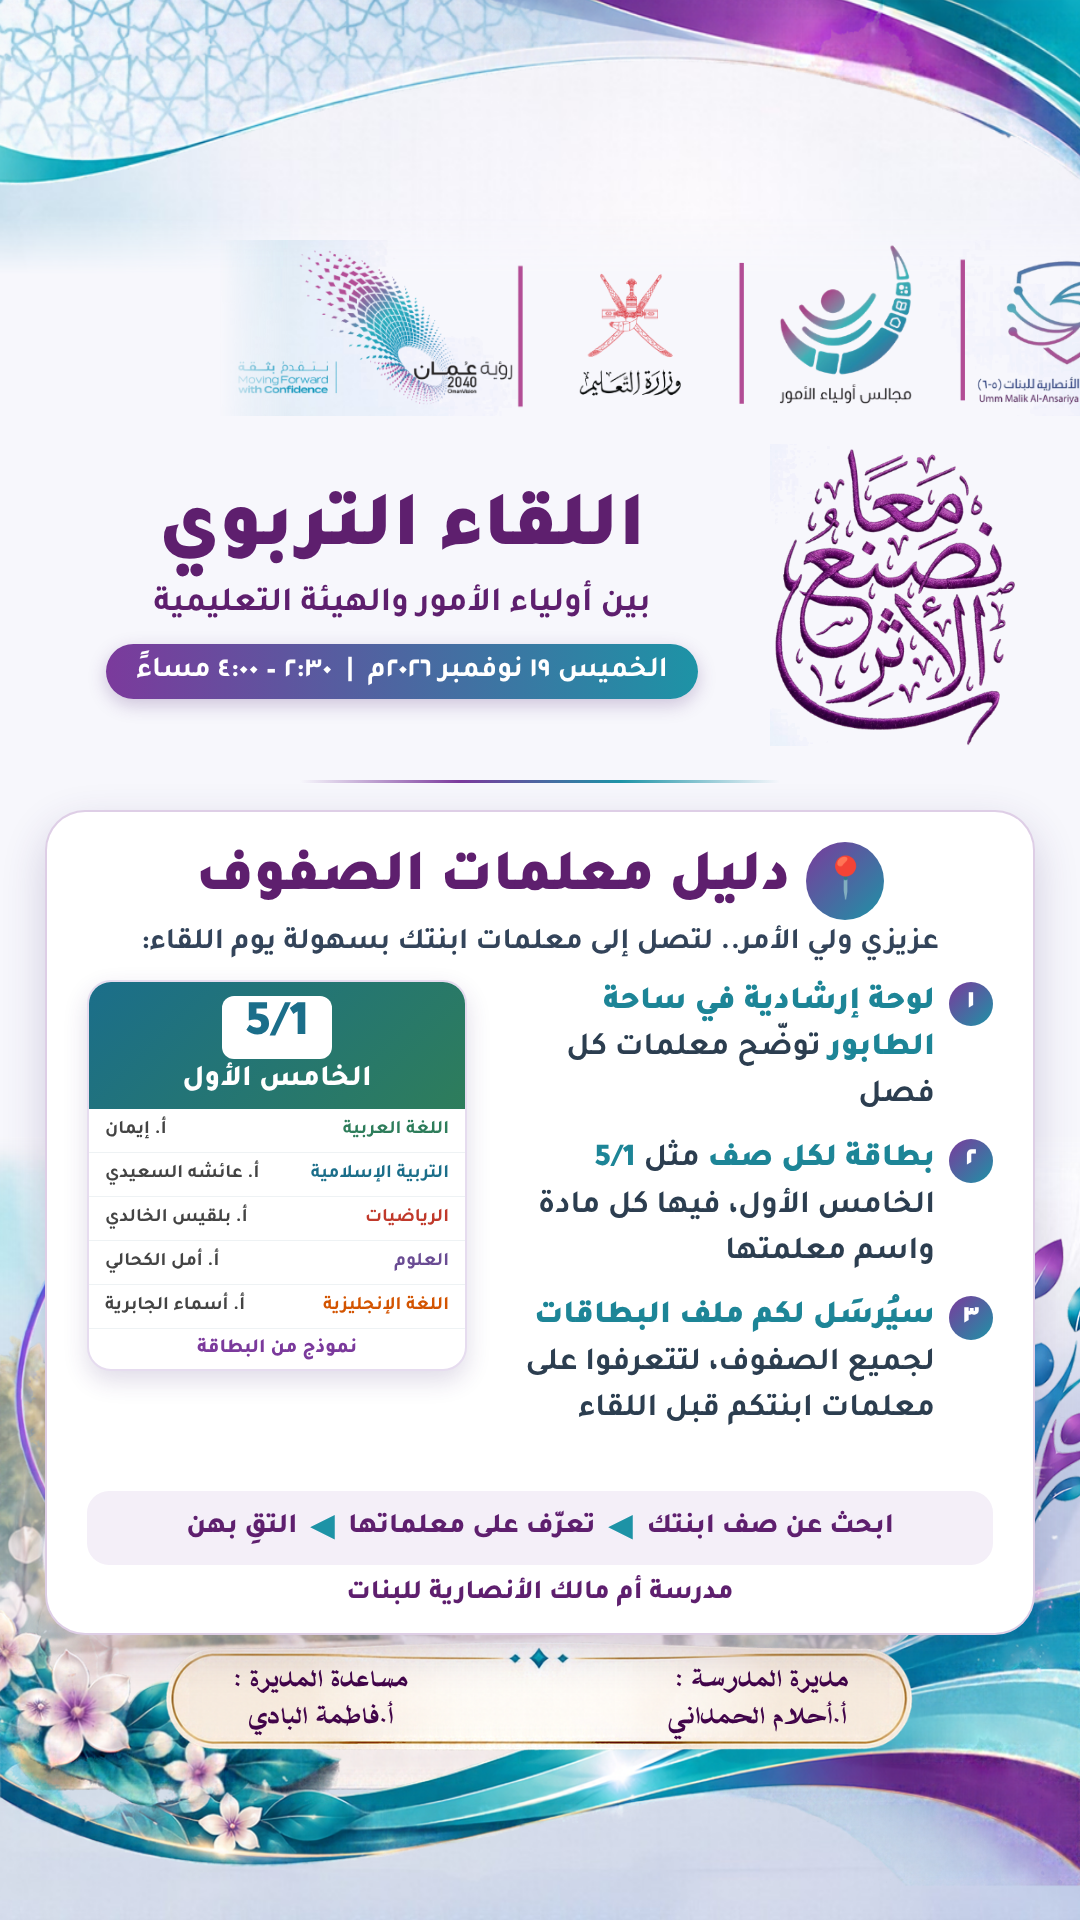 الأنصارية للبنات (٥-٦)
Umm Malik Al-Ansariya
مجالس أولياء الأمور
وزارة التعليم
رؤية عُمان
2040
OmanVision
نتقدم بثقة
Moving Forward
with Confidence
معًا
نصنع
الأثر
اللقاء التربوي
بين أولياء الأمور والهيئة التعليمية
الخميس ١٩ نوفمبر ٢٠٢٦م | ٢:٣٠ - ٤:٠٠ مساءً
دليل معلمات الصفوف
عزيزي ولي الأمر.. لتصل إلى معلمات ابنتك بسهولة يوم اللقاء:
١
لوحة إرشادية في ساحة
الطابور توضّح معلمات كل
فصل
٢
بطاقة لكل صف مثل 5/1
الخامس الأول، فيها كل مادة
واسم معلمتها
٣
سيُرسَل لكم ملف البطاقات
لجميع الصفوف، لتتعرفوا على
معلمات ابنتكم قبل اللقاء
5/1
الخامس الأول
اللغة العربية أ. إيمان
التربية الإسلامية أ. عائشه السعيدي
الرياضيات أ. بلقيس الخالدي
العلوم أ. أمل الكحالي
اللغة الإنجليزية أ. أسماء الجابرية
نموذج من البطاقة
ابحث عن صف ابنتك ◀ تعرّف على معلماتها ◀ التقِ بهن
مدرسة أم مالك الأنصارية للبنات
مديرة المدرسة :
أ.أحلام الحمداني
مساعدة المديرة :
أ.فاطمة البادي